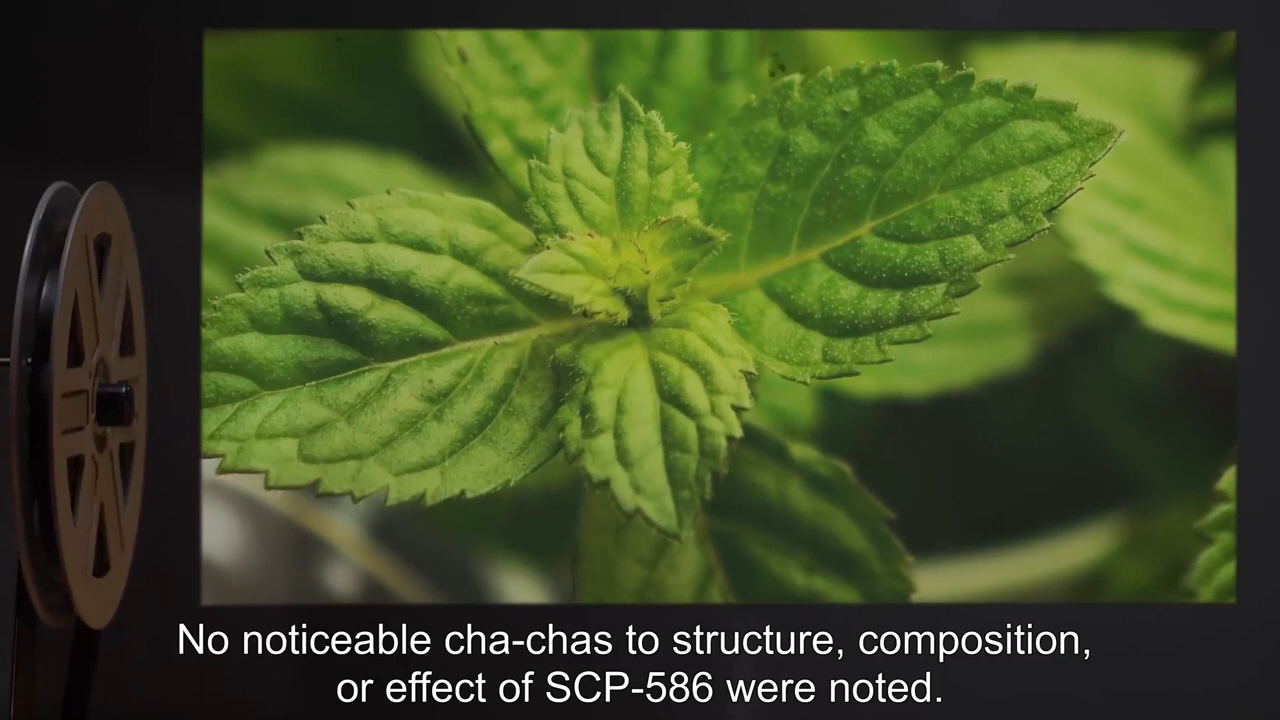 No noticeable cha-chas to structure, composition,
or effect of SCP-586 were noted.